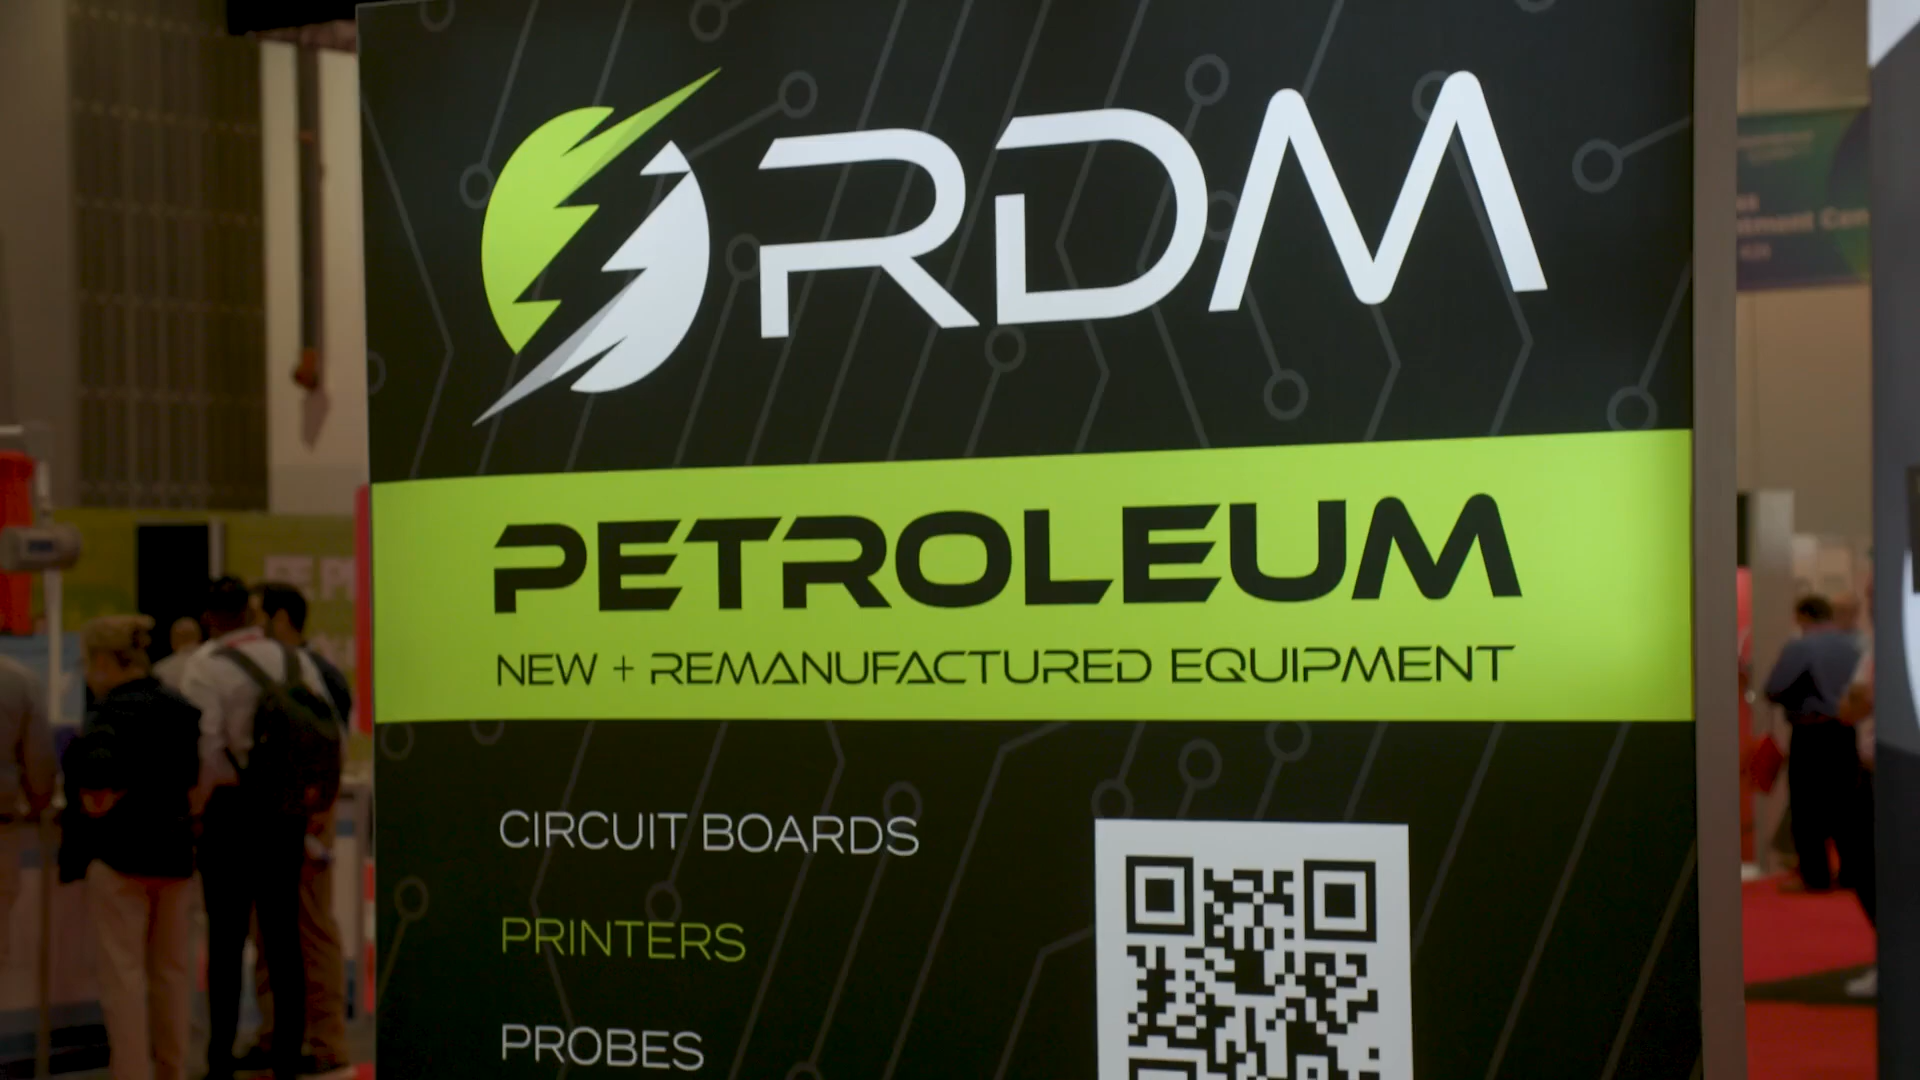 RDM
PETROLEUM
NEW + REMANUFACTURED EQUIPMENT
CIRCUIT BOARDS
PRINTERS
PROBES